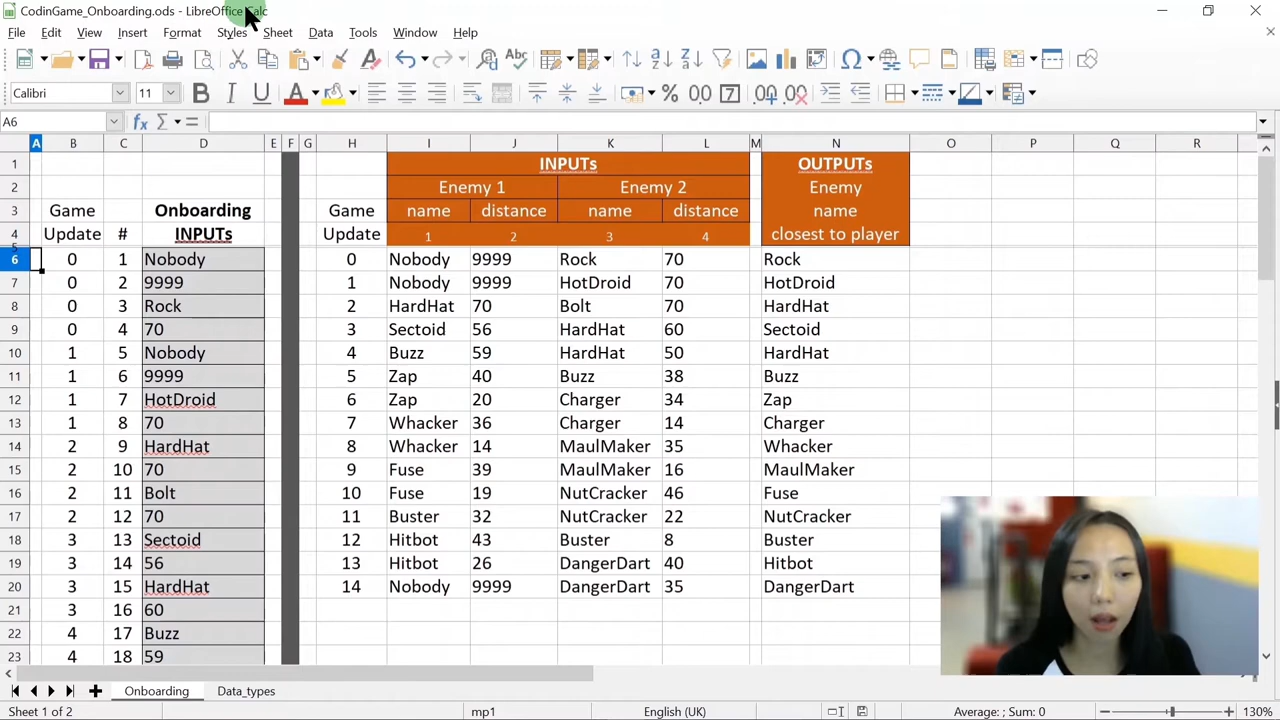 CodinGame_Onboarding.ods - LibreOffice Calc
File Edit View Insert Format Styles Sheet Data Tools Window Help
Calibri 11
A6
A B C D E F G H I J K L M N O P Q R
1 INPUTs OUTPUTs
2 Enemy 1 Enemy 2 Enemy
3 Game Onboarding Game name distance name distance name
4 Update # INPUTs Update 1 2 3 4 closest to player
6 0 1 Nobody 0 Nobody 9999 Rock 70 Rock
7 0 2 9999 1 Nobody 9999 HotDroid 70 HotDroid
8 0 3 Rock 2 HardHat 70 Bolt 70 HardHat
9 0 4 70 3 Sectoid 56 HardHat 60 Sectoid
10 1 5 Nobody 4 Buzz 59 HardHat 50 HardHat
11 1 6 9999 5 Zap 40 Buzz 38 Buzz
12 1 7 HotDroid 6 Zap 20 Charger 34 Zap
13 1 8 70 7 Whacker 36 Charger 14 Charger
14 2 9 HardHat 8 Whacker 14 MaulMaker 35 Whacker
15 2 10 70 9 Fuse 39 MaulMaker 16 MaulMaker
16 2 11 Bolt 10 Fuse 19 NutCracker 46 Fuse
17 2 12 70 11 Buster 32 NutCracker 22 NutCracker
18 3 13 Sectoid 12 Hitbot 43 Buster 8 Buster
19 3 14 56 13 Hitbot 26 DangerDart 40 Hitbot
20 3 15 HardHat 14 Nobody 9999 DangerDart 35 DangerDart
21 3 16 60
22 4 17 Buzz
23 4 18 59
Onboarding Data_types
Sheet 1 of 2 mp1 English (UK) Average: ; Sum: 0 130%